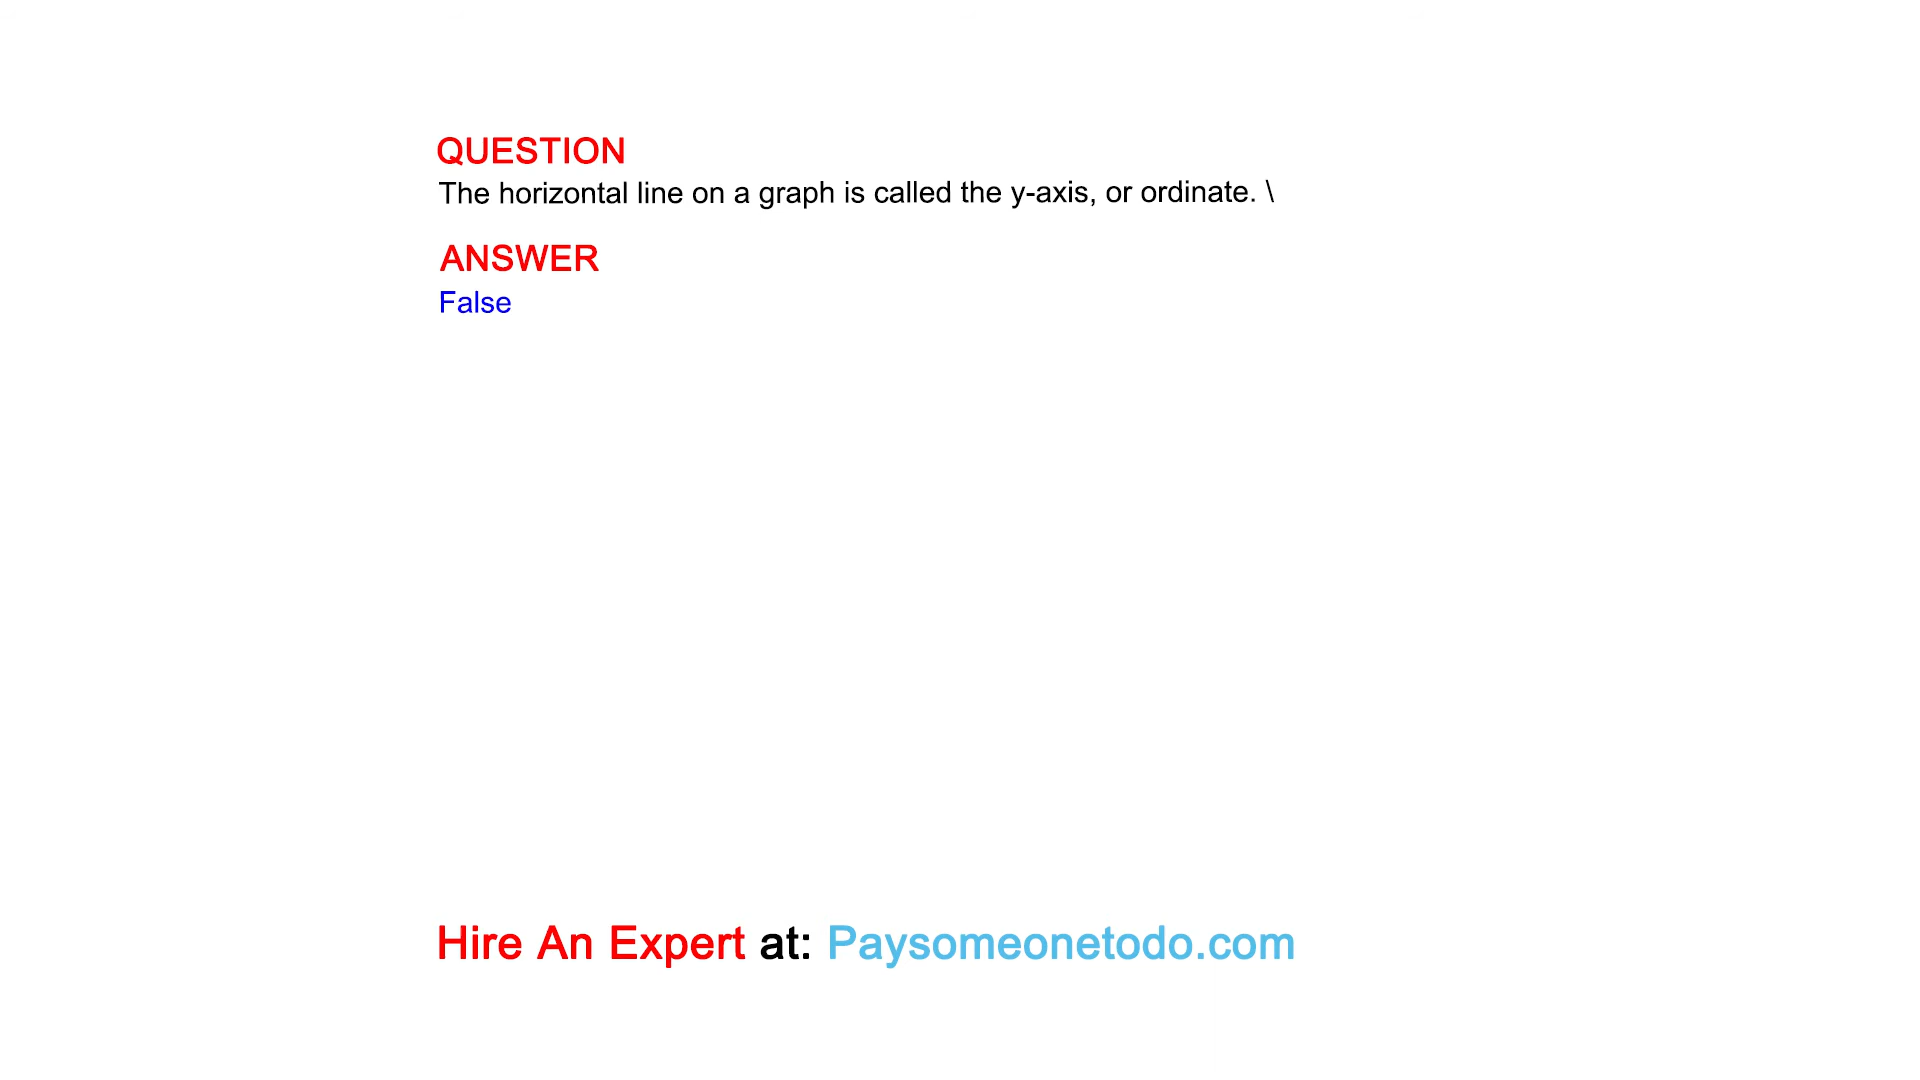 QUESTION
The horizontal line on a graph is called the y-axis, or ordinate. \
ANSWER
False
Hire An Expert at: Paysomeonetodo.com